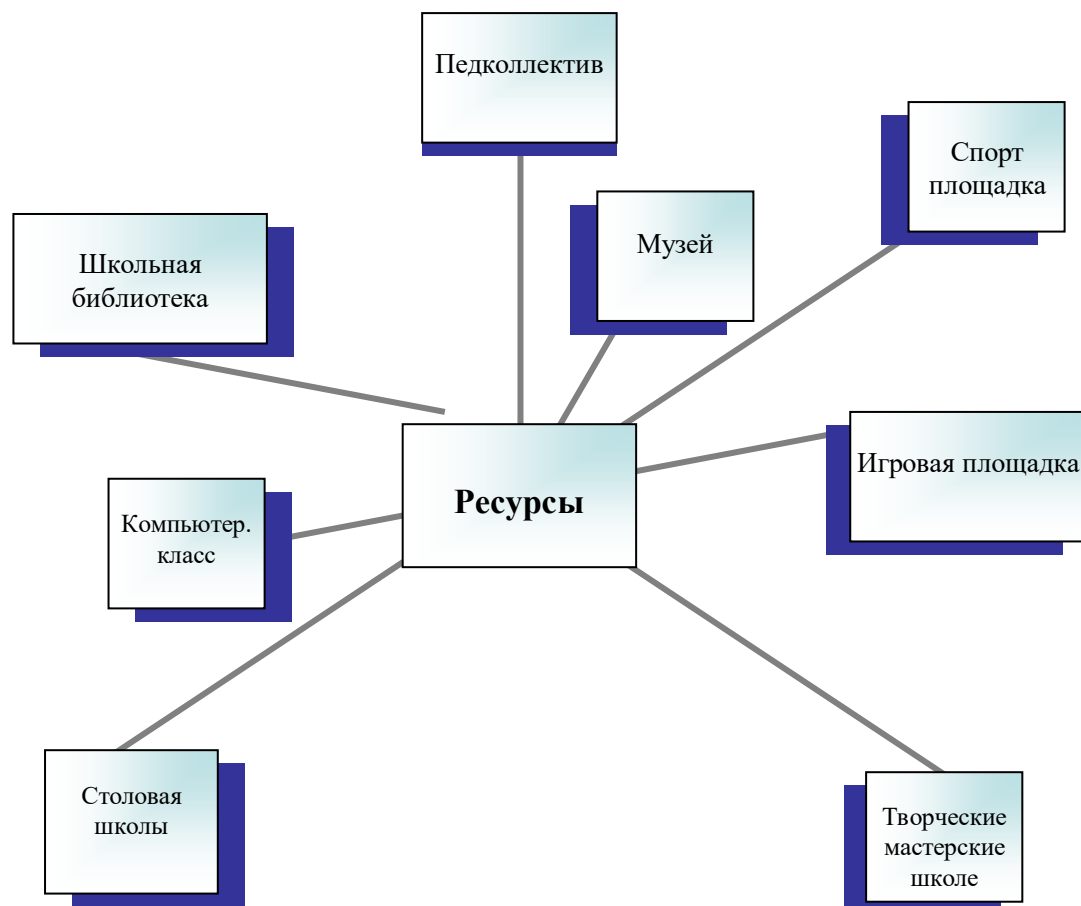 Педколлектив
Спорт
площадка
Музей
Школьная
библиотека
Игровая площадка
Ресурсы
Компьютер.
класс
Столовая
школы
Творческие
мастерские
школе